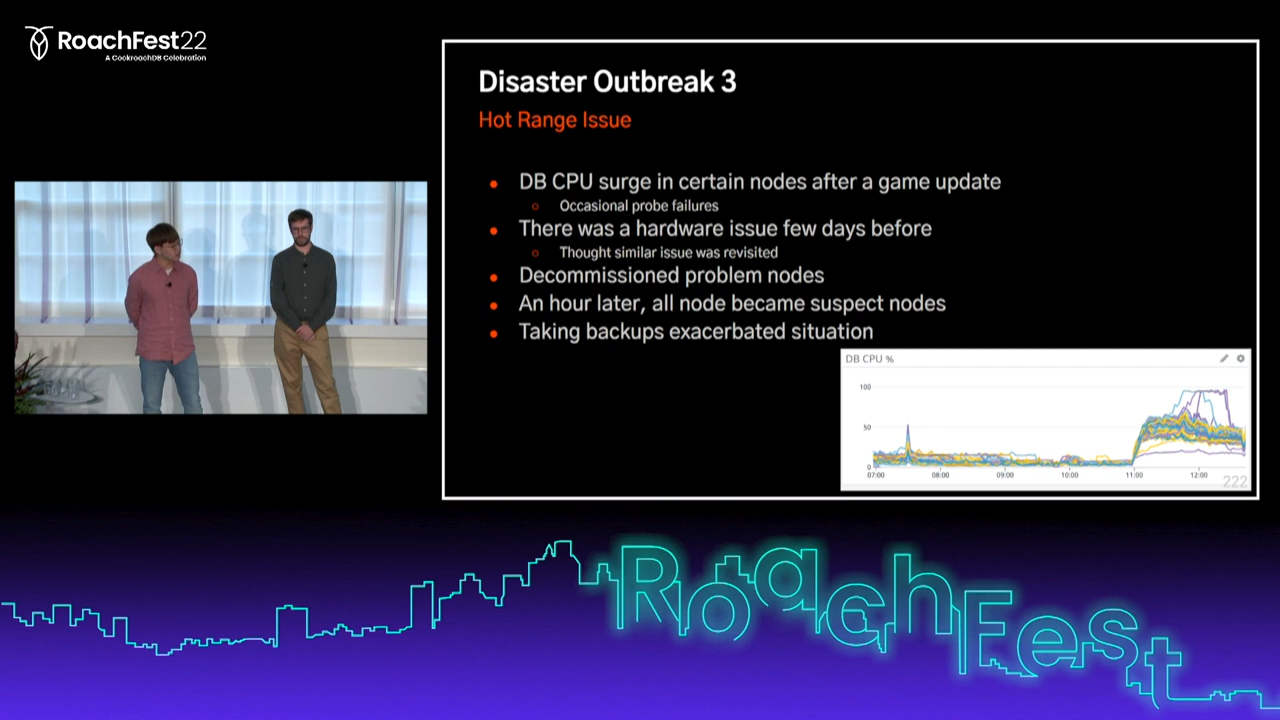 RoachFest22
A CockroachDB Celebration
Disaster Outbreak 3
Hot Range Issue
DB CPU surge in certain nodes after a game update
Occasional probe failures
There was a hardware issue few days before
Thought similar issue was revisited
Decommissioned problem nodes
An hour later, all node became suspect nodes
Taking backups exacerbated situation
DB CPU %
100
50
0
07:00 08:00 09:00 10:00 11:00 12:00
222
RoachFest